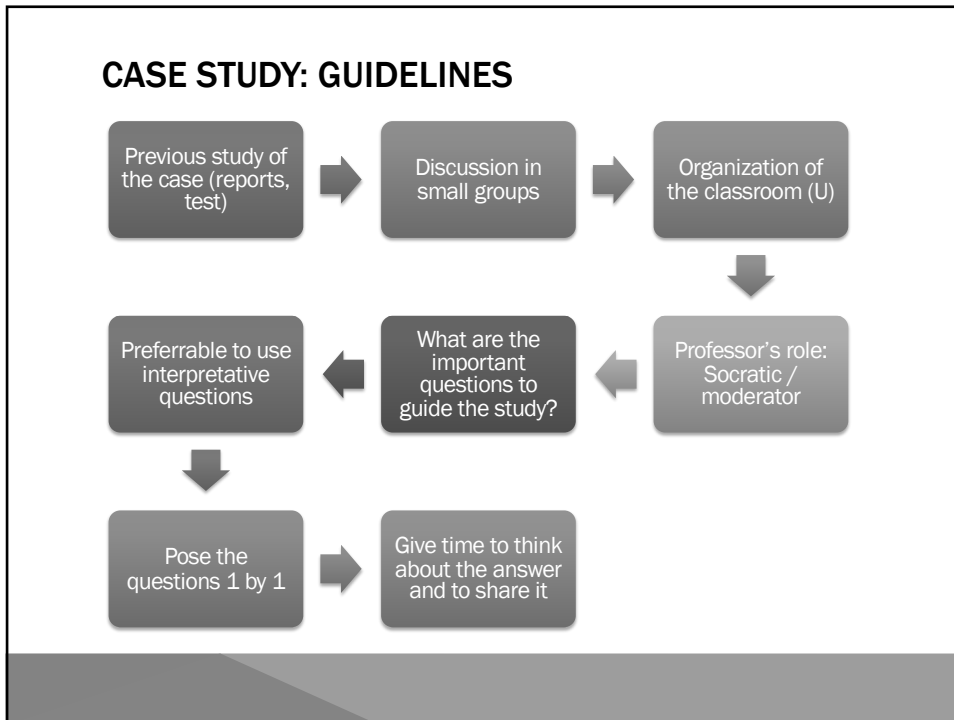 CASE STUDY: GUIDELINES
Previous study of
the case (reports,
test)
Discussion in
small groups
Organization of
the classroom (U)
Professor's role:
Socratic /
moderator
What are the
important
questions to
guide the study?
Preferrable to use
interpretative
questions
Pose the
questions 1 by 1
Give time to think
about the answer
and to share it